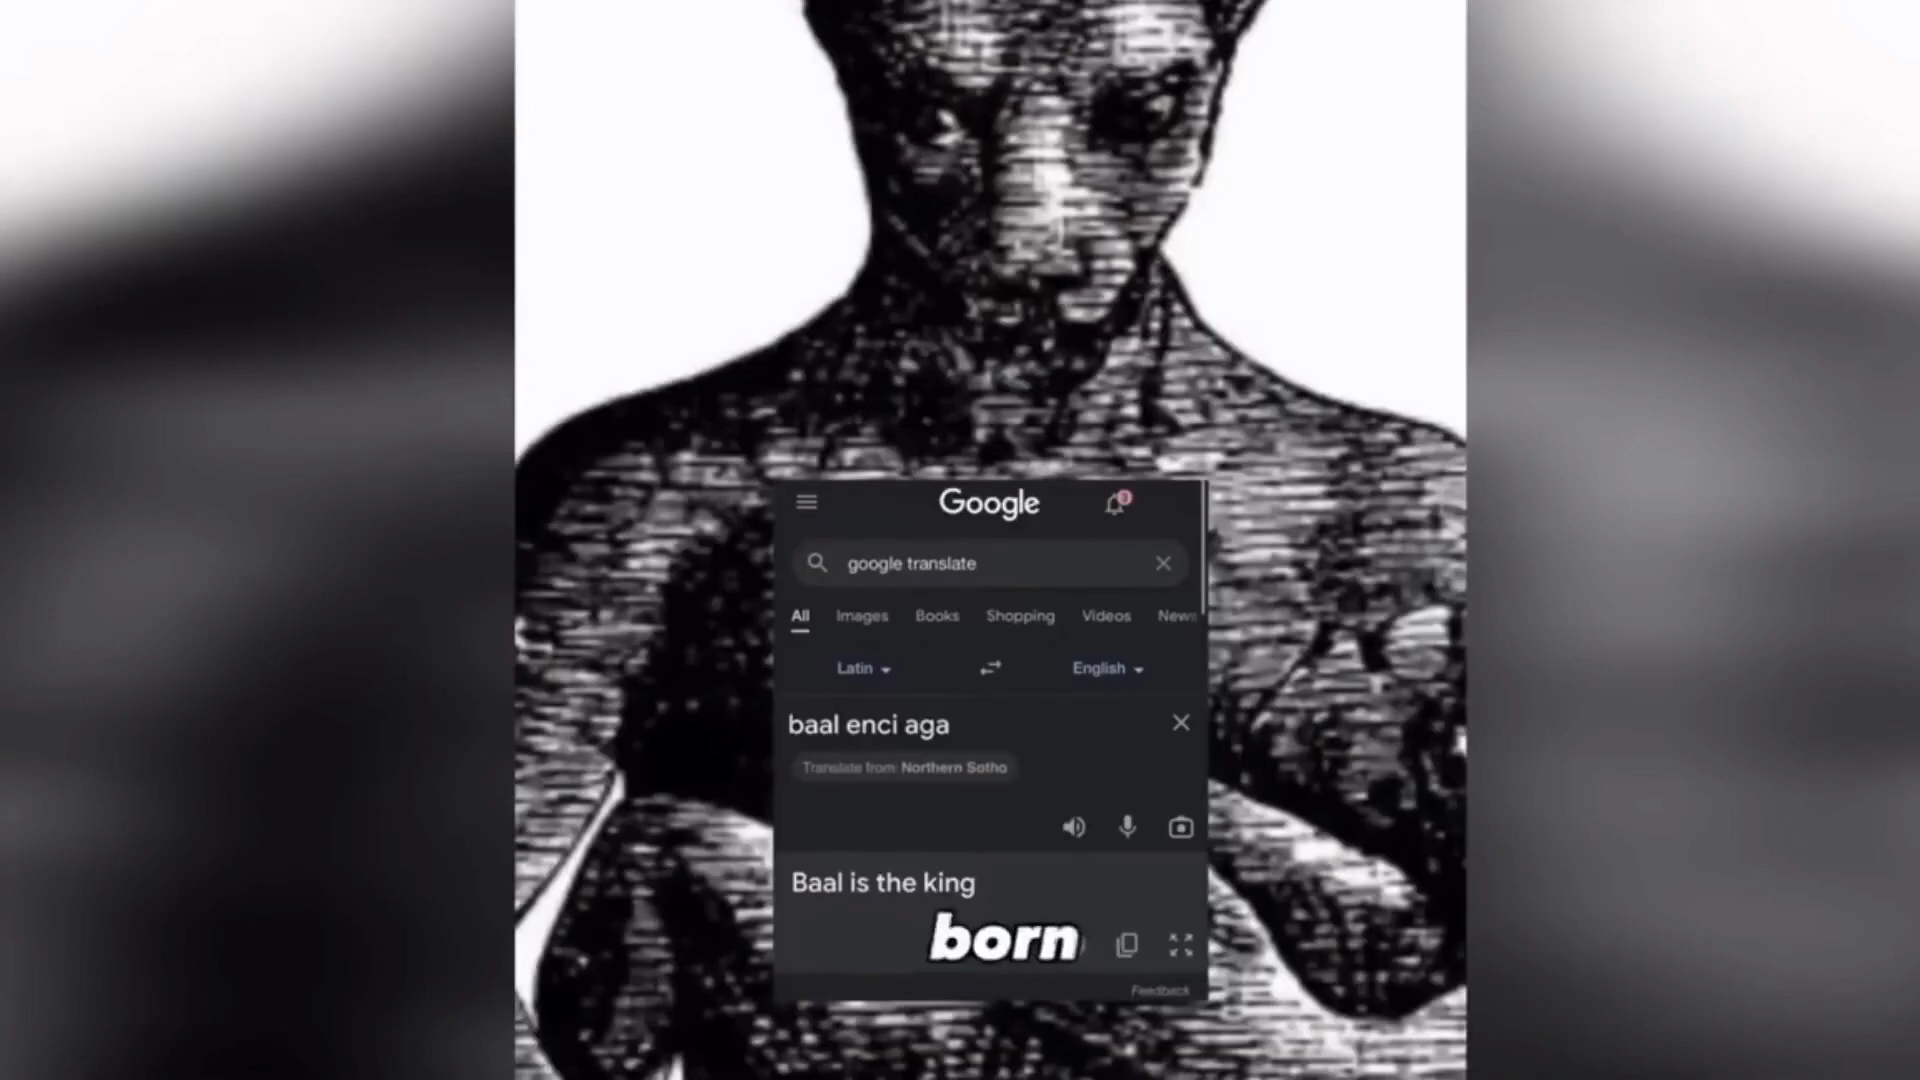 Google
3
google translate
All Images Books Shopping Videos News
Latin English
baal enci aga
Translate from: Northern Sotho
Baal is the king
born
Feedback